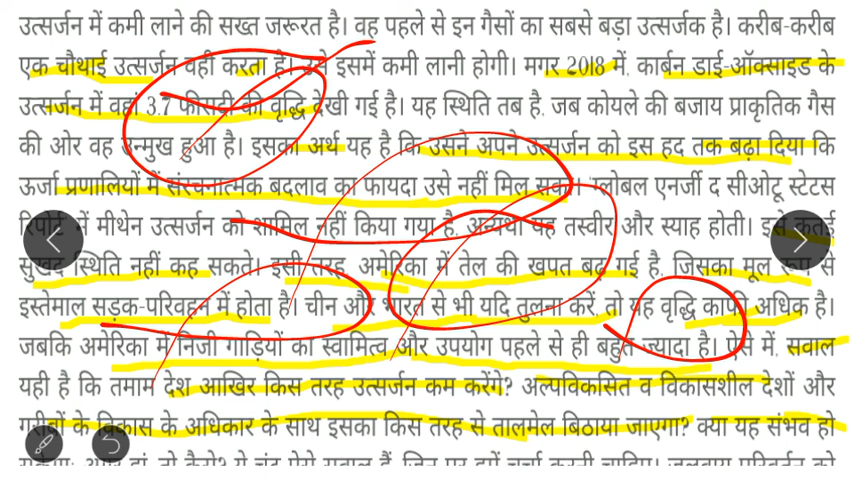 उत्सर्जन में कमी लाने की सख्त जरूरत है। वह पहले से इन गैसों का सबसे बड़ा उत्सर्जक है। करीब-करीब
एक चौथाई उत्सर्जन वही करता है। उसे इसमें कमी लानी होगी। मगर 2018 में, कार्बन डाई-ऑक्साइड के
उत्सर्जन में वहां 3.7 फीसदी की वृद्धि देखी गई है। यह स्थिति तब है, जब कोयले की बजाय प्राकृतिक गैस
की ओर वह उन्मुख हुआ है। इसका अर्थ यह है कि उसने अपने उत्सर्जन को इस हद तक बढ़ा दिया कि
ऊर्जा प्रणालियों में संरचनात्मक बदलाव का फायदा उसे नहीं मिल सका। 'ग्लोबल एनर्जी द सीओटू स्टेटस
रिपोर्ट में मीथेन उत्सर्जन को शामिल नहीं किया गया है, अन्यथा यह तस्वीर और स्याह होती। इसे कतई
सुखद स्थिति नहीं कह सकते। इसी तरह, अमेरिका में तेल की खपत बढ़ गई है, जिसका मूल रूप से
इस्तेमाल सड़क-परिवहन में होता है। चीन और भारत से भी यदि तुलना करें, तो यह वृद्धि काफी अधिक है।
जबकि अमेरिका में निजी गाड़ियों का स्वामित्व और उपयोग पहले से ही बहुत ज्यादा है। ऐसे में, सवाल
यही है कि तमाम देश आखिर किस तरह उत्सर्जन कम करेंगे? अल्पविकसित व विकासशील देशों और
गरीबों के विकास के अधिकार के साथ इसका किस तरह से तालमेल बिठाया जाएगा? क्या यह संभव हो